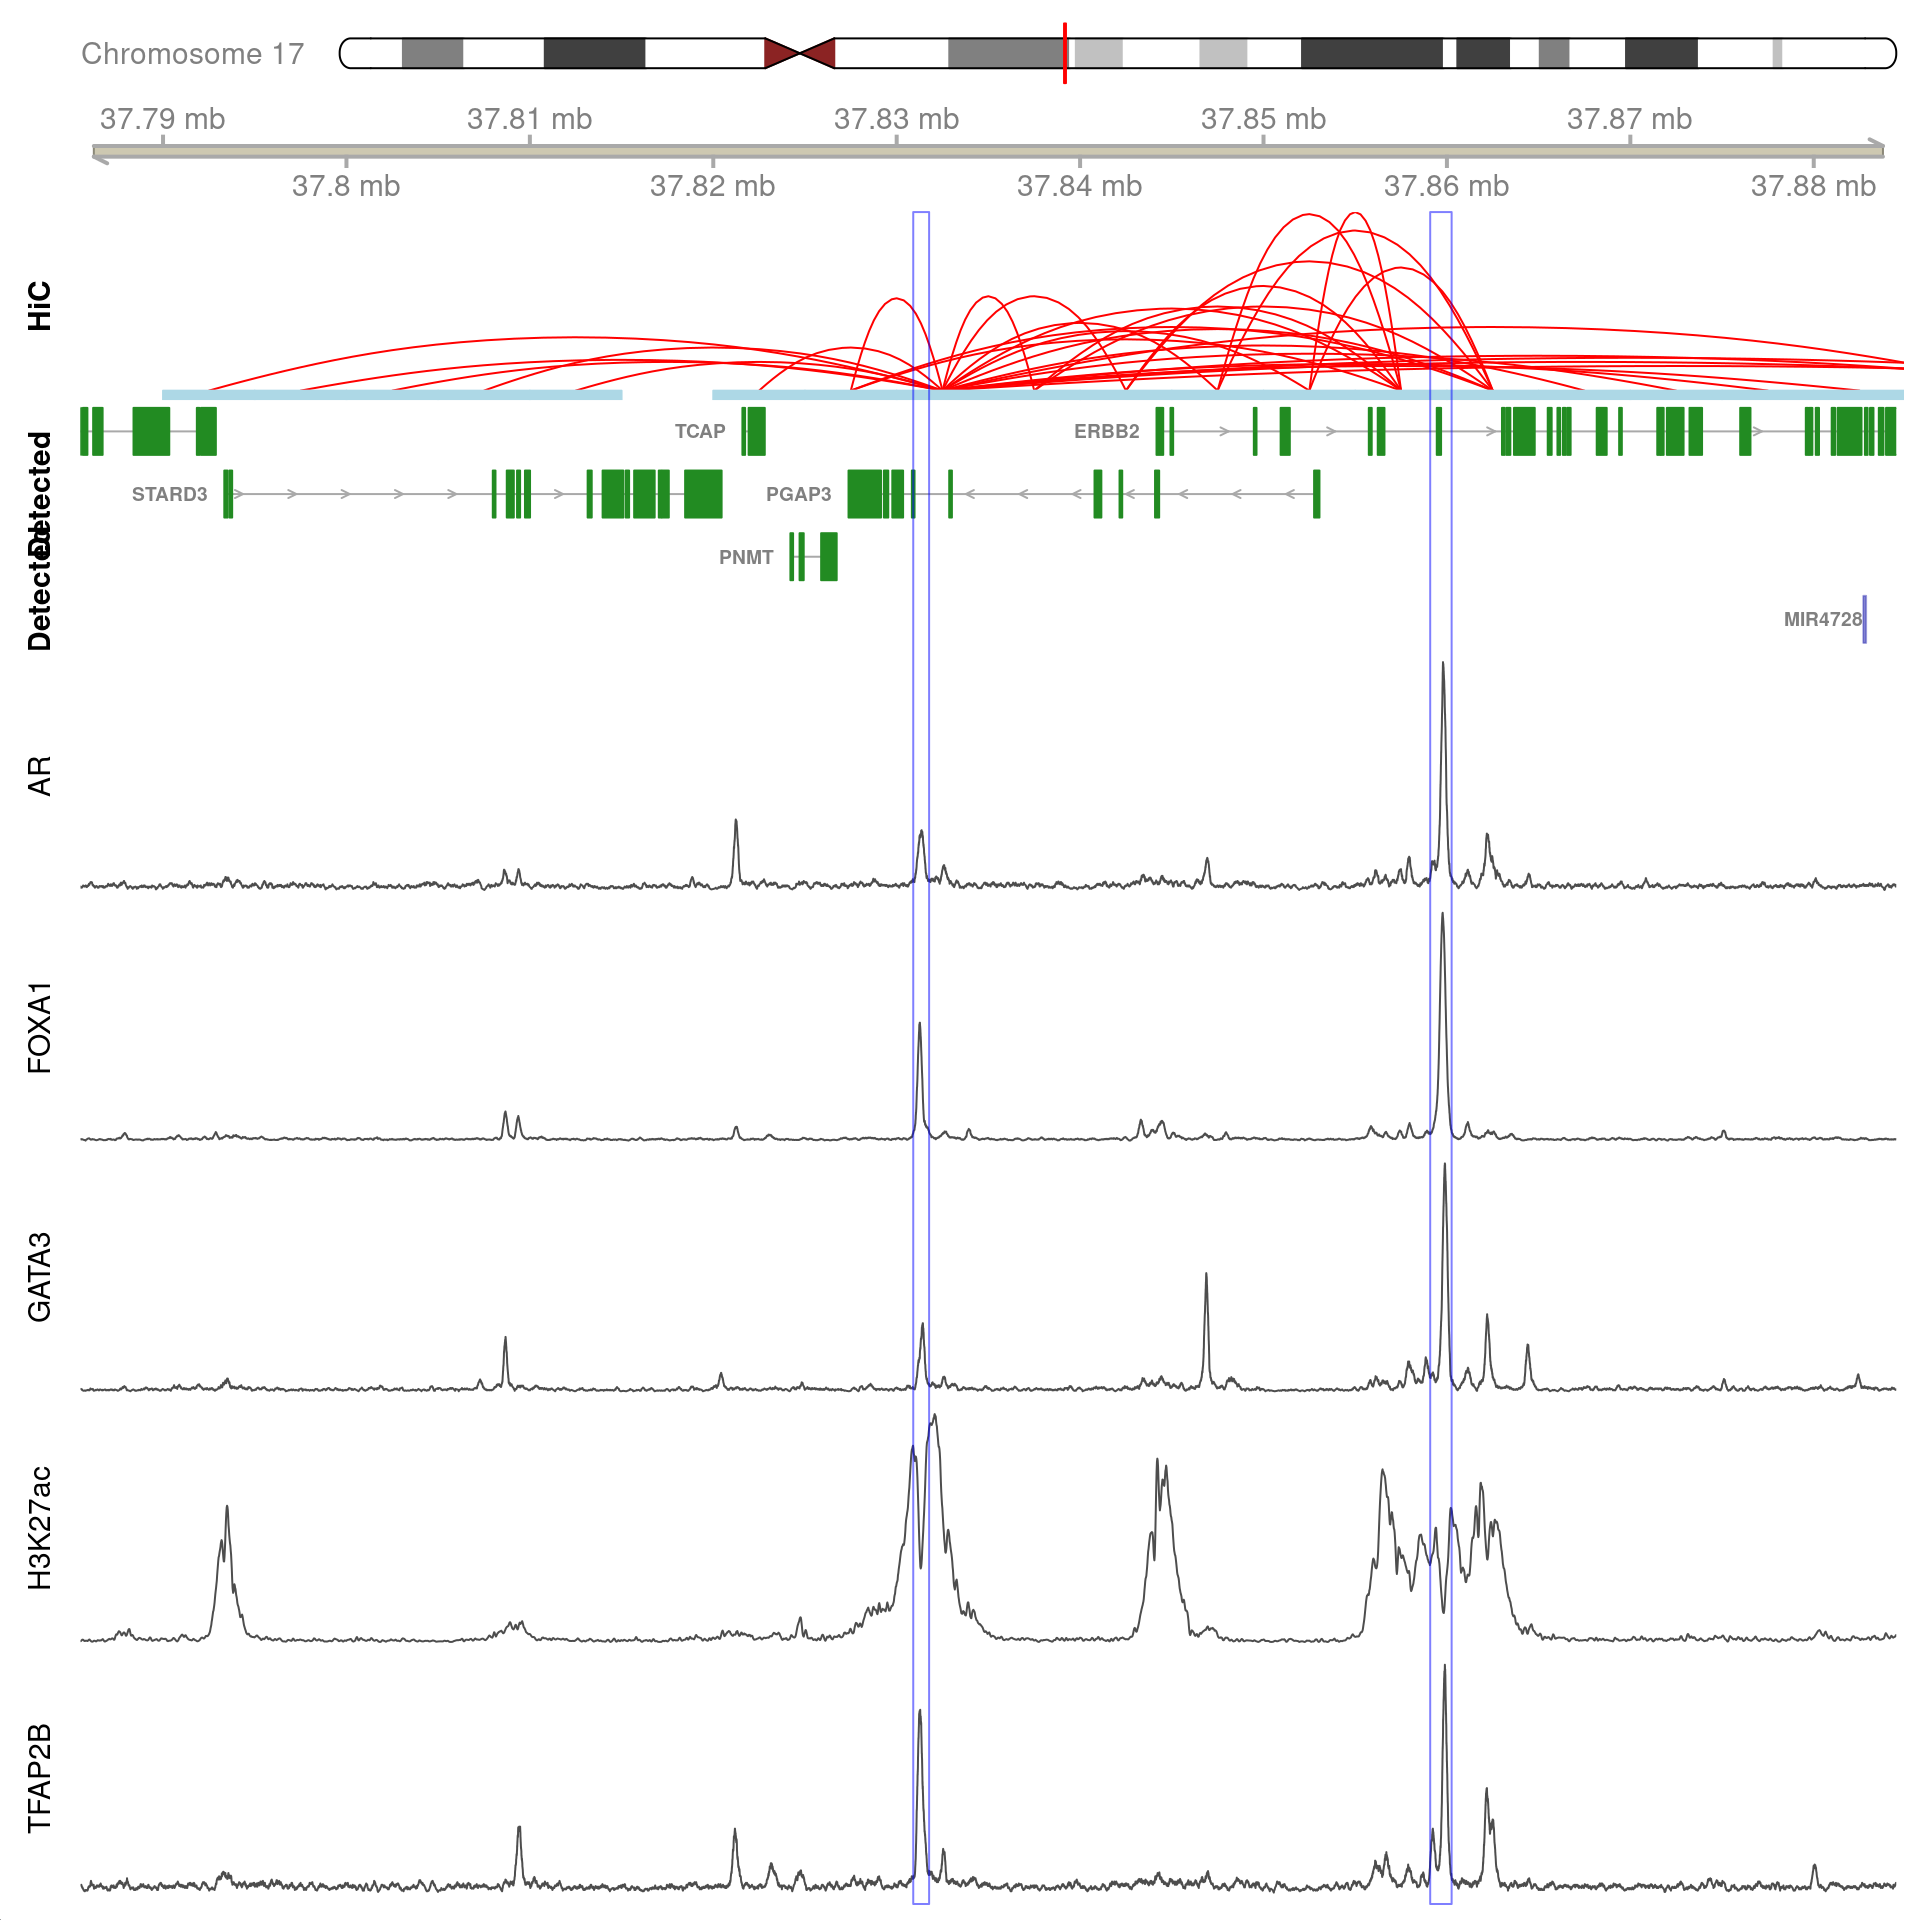 Chromosome 17
37.79 mb 37.81 mb 37.83 mb 37.85 mb 37.87 mb
37.8 mb 37.82 mb 37.84 mb 37.86 mb 37.88 mb
HiC
TCAP ERBB2
Detected
STARD3 PGAP3
Detected
PNMT
MIR4728
AR
FOXA1
GATA3
H3K27ac
TFAP2B